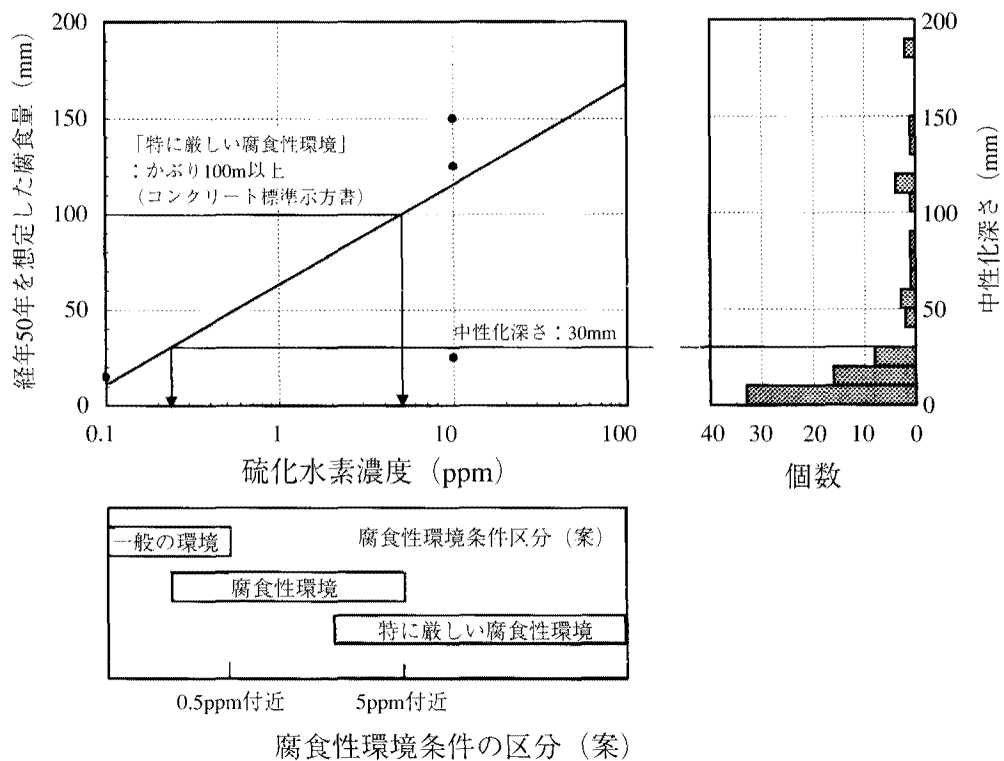 経年50年を想定した腐食量(mm)
200
150
100
50
0
「特に厳しい腐食性環境」
:かぶり100m以上
(コンクリート標準示方書)
中性化深さ:30mm
0.1
1
10
100
硫化水素濃度(ppm)
200
150
100
50
0
中性化深さ(mm)
40 30 20 10 0
個数
腐食性環境条件区分(案)
一般の環境
腐食性環境
特に厳しい腐食性環境
0.5ppm付近
5ppm付近
腐食性環境条件の区分(案)